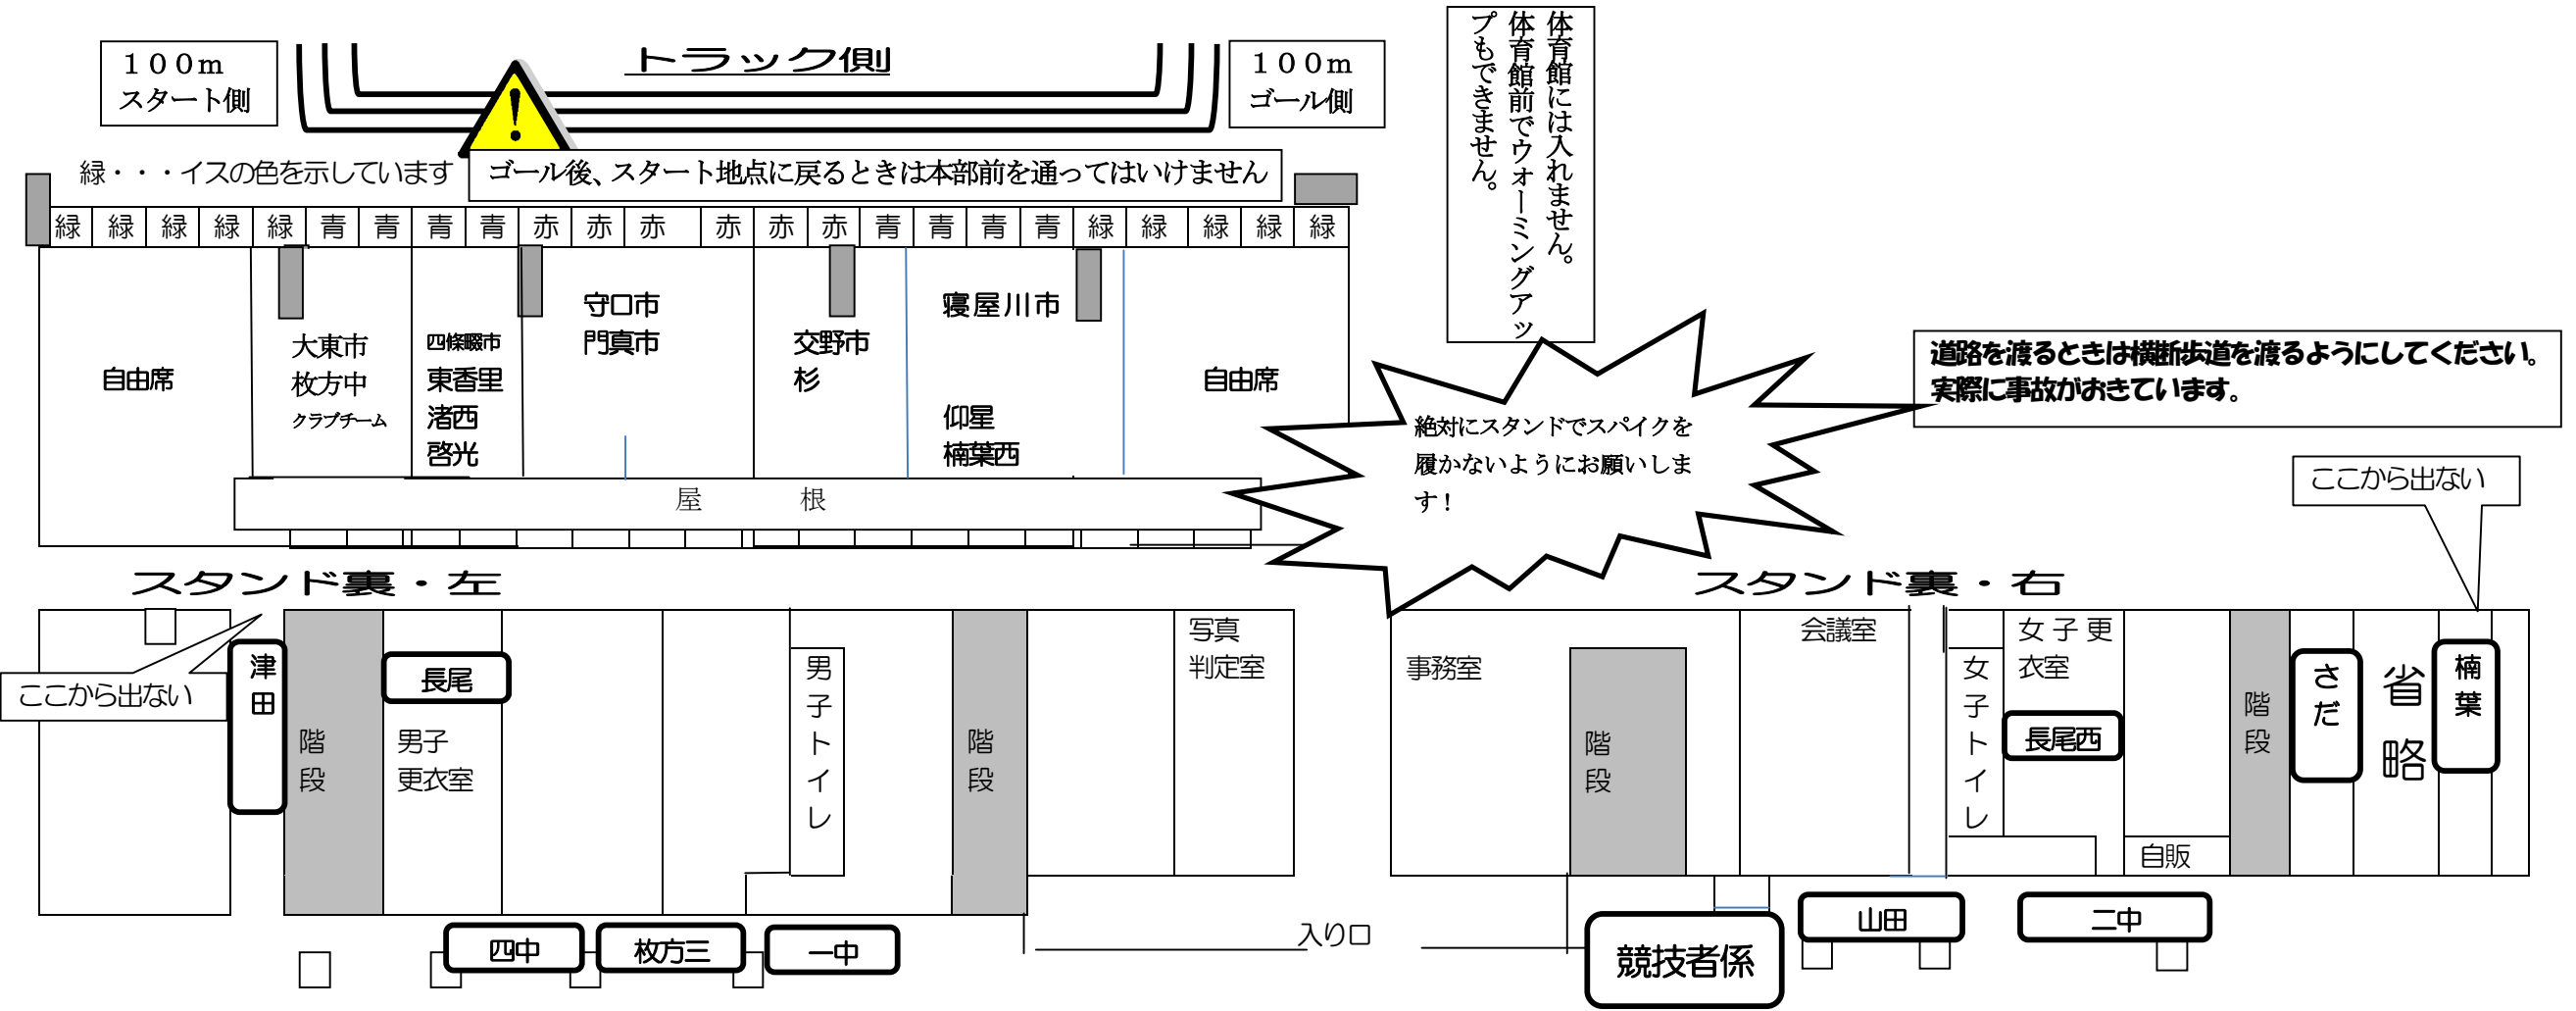 １００ｍ
スタート側
トラック側
１００ｍ
ゴール側
体育館には入れません。
体育館前でウオーミングアッ
プもできません。
緑・・・イスの色を示しています
!
ゴール後、スタート地点に戻るときは本部前を通ってはいけません
緑 緑 緑 緑 緑 青 青 青 青 赤 赤 赤 赤 赤 赤 青 青 青 青 緑 緑 緑 緑 緑
自由席
大東市
枚方中
クラブチーム
四條畷市
東香里
渚西
啓光
守口市
門真市
交野市
杉
寝屋川市
仰星
楠葉西
自由席
屋 根
絶対にスタンドでスパイクを
履かないようにお願いしま
す！
道路を渡るときは横断歩道を渡るようにしてください。
実際に事故がおきています。
ここから出ない
スタンド裏・左
ここから出ない
津田
階段
長尾
男子
更衣室
男子トイレ
階段
写真
判定室
四中
枚方三
一中
入り口
スタンド裏・右
事務室
階段
会議室
女子トイレ
女子更
衣室
長尾西
自販
階段
さだ
省略
楠葉
競技者係
山田
二中